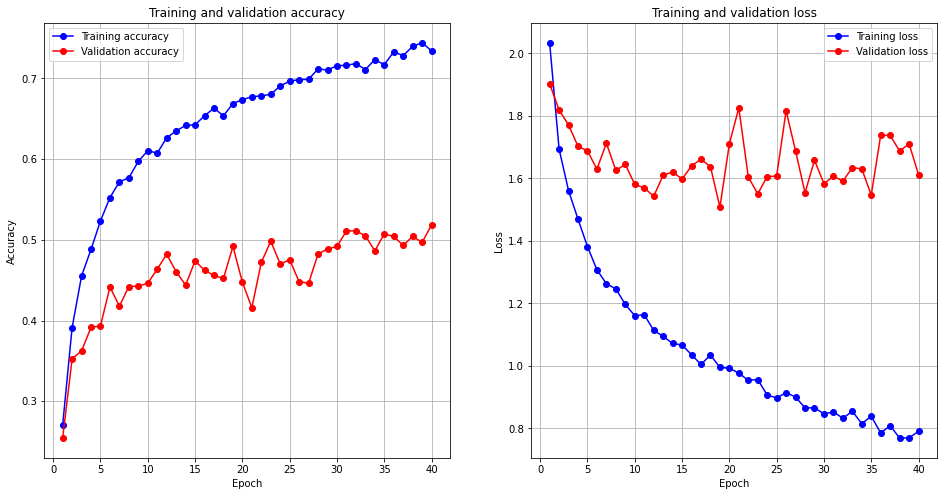 Training and validation accuracy
Training accuracy
Validation accuracy
0.7
0.6
0.5
0.4
0.3
Accuracy
0 5 10 15 20 25 30 35 40
Epoch
Training and validation loss
Training loss
Validation loss
2.0
1.8
1.6
1.4
1.2
1.0
0.8
Loss
0 5 10 15 20 25 30 35 40
Epoch